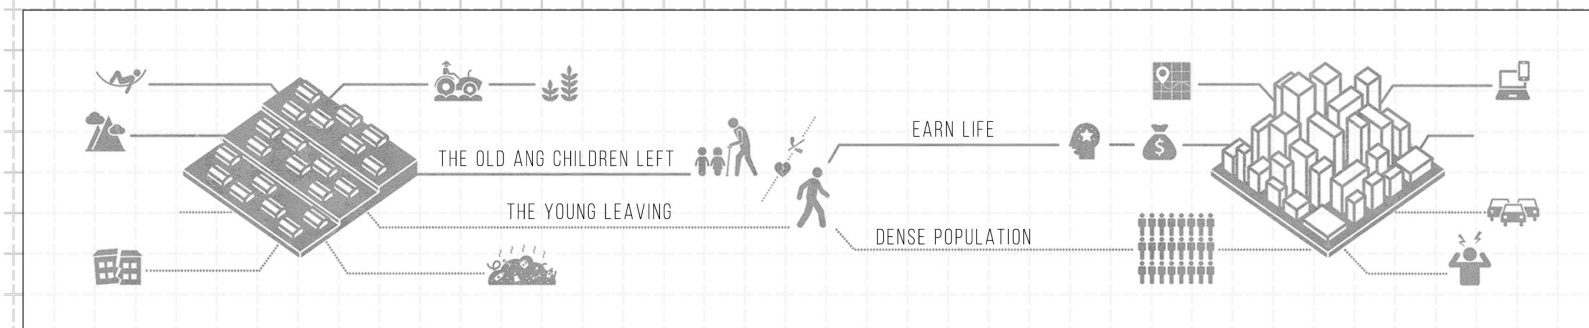 EARN LIFE
THE OLD ANG CHILDREN LEFT
THE YOUNG LEAVING
DENSE POPULATION
$